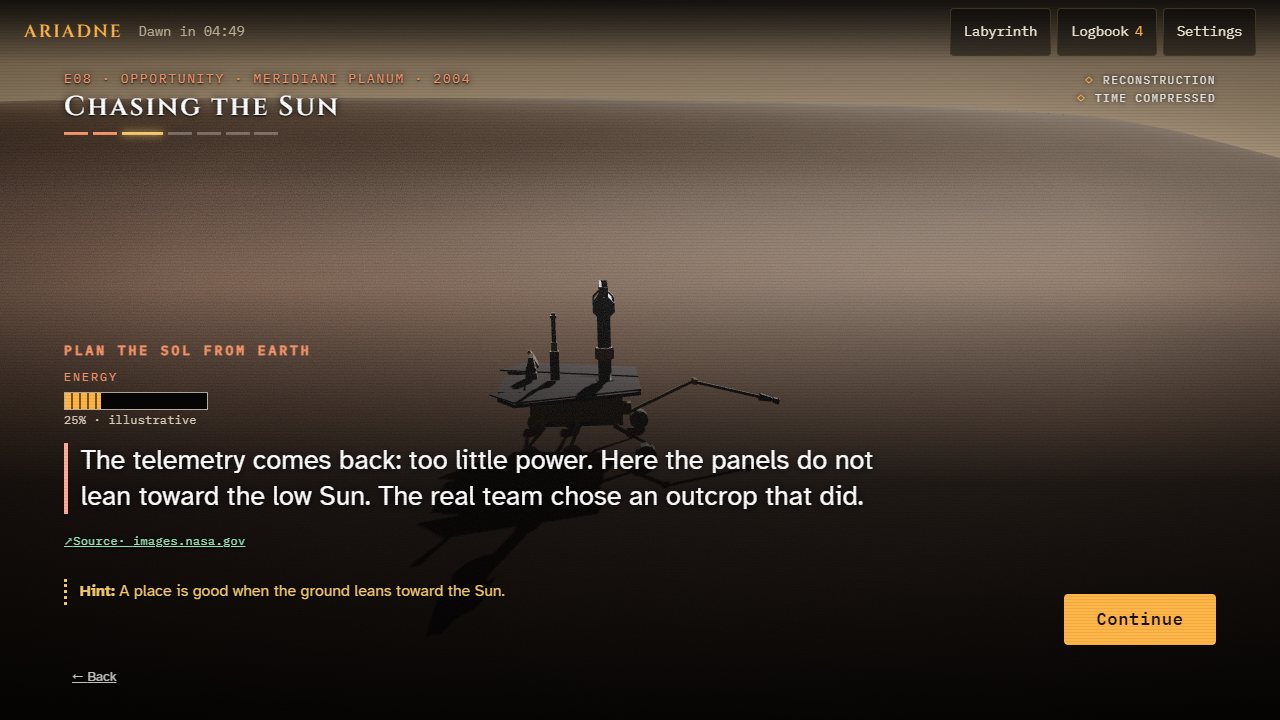 ARIADNE
Dawn in 04:49
Labyrinth
Logbook 4
Settings
E08 · OPPORTUNITY · MERIDIANI PLANUM · 2004
Chasing the Sun
◇ RECONSTRUCTION
◇ TIME COMPRESSED
PLAN THE SOL FROM EARTH
ENERGY
25% · illustrative
The telemetry comes back: too little power. Here the panels do not
lean toward the low Sun. The real team chose an outcrop that did.
↗Source· images.nasa.gov
Hint: A place is good when the ground leans toward the Sun.
Continue
← Back